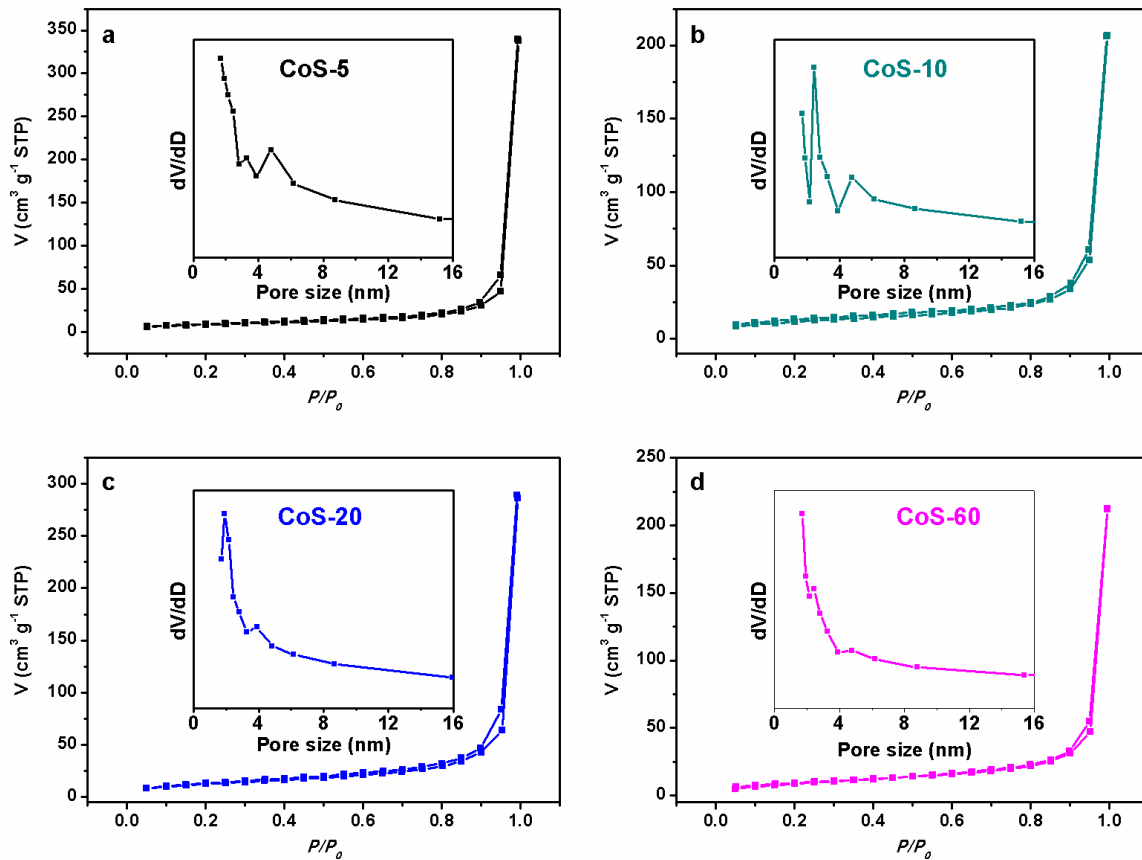 a
CoS-5
350
300
250
200
150
100
50
0
V (cm³ g⁻¹ STP)
dV/dD
0 4 8 12 16
Pore size (nm)
0.0 0.2 0.4 0.6 0.8 1.0
P/P₀
b
CoS-10
200
150
100
50
0
V (cm³ g⁻¹ STP)
dV/dD
0 4 8 12 16
Pore size (nm)
0.0 0.2 0.4 0.6 0.8 1.0
P/P₀
c
CoS-20
300
250
200
150
100
50
0
V (cm³ g⁻¹ STP)
dV/dD
0 4 8 12 16
Pore size (nm)
0.0 0.2 0.4 0.6 0.8 1.0
P/P₀
d
CoS-60
250
200
150
100
50
0
V (cm³ g⁻¹ STP)
dV/dD
0 4 8 12 16
Pore size (nm)
0.0 0.2 0.4 0.6 0.8 1.0
P/P₀